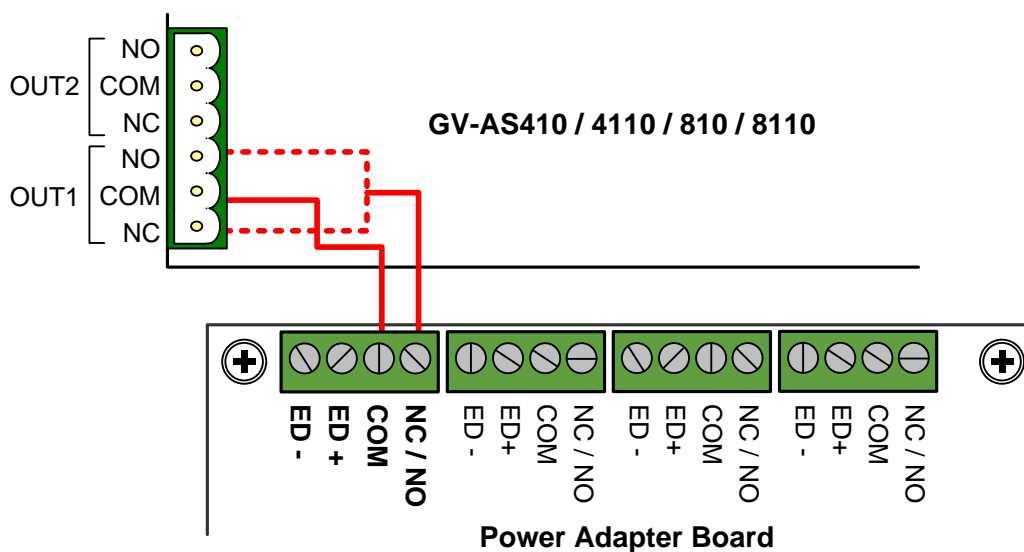 NO
OUT2
COM
NC
GV-AS410 / 4110 / 810 / 8110
NO
OUT1
COM
NC
ED -
ED +
COM
NC / NO
ED -
ED+
COM
NC / NO
ED -
ED+
COM
NC / NO
ED -
ED+
COM
NC / NO
Power Adapter Board